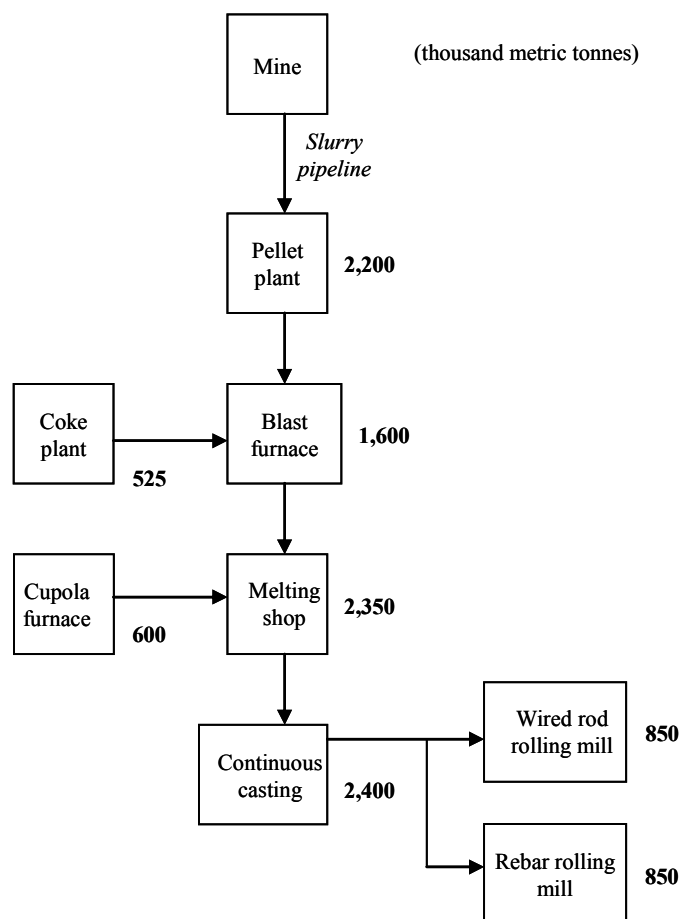 Mine
(thousand metric tonnes)
Slurry
pipeline
Pellet
plant
2,200
Coke
plant
525
Blast
furnace
1,600
Cupola
furnace
600
Melting
shop
2,350
Continuous
casting
2,400
Wired rod
rolling mill
850
Rebar rolling
mill
850